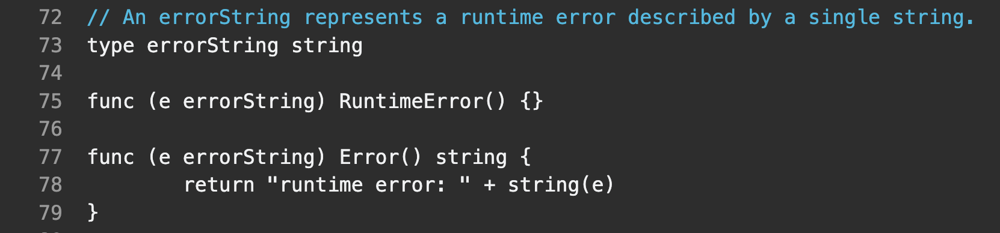 72 // An errorString represents a runtime error described by a single string.
73 type errorString string
74
75 func (e errorString) RuntimeError() {}
76
77 func (e errorString) Error() string {
78         return "runtime error: " + string(e)
79 }